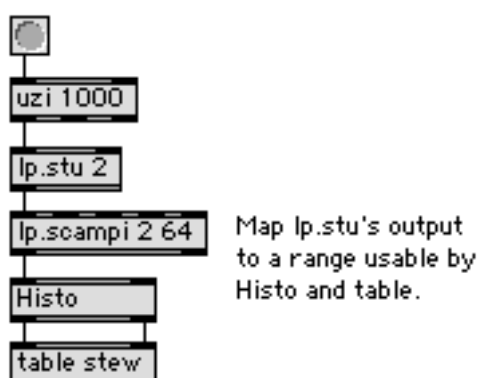 uzi 1000
lp.stu 2
lp.scampi 2 64
Map lp.stu's output
to a range usable by
Histo and table.
Histo
table stew